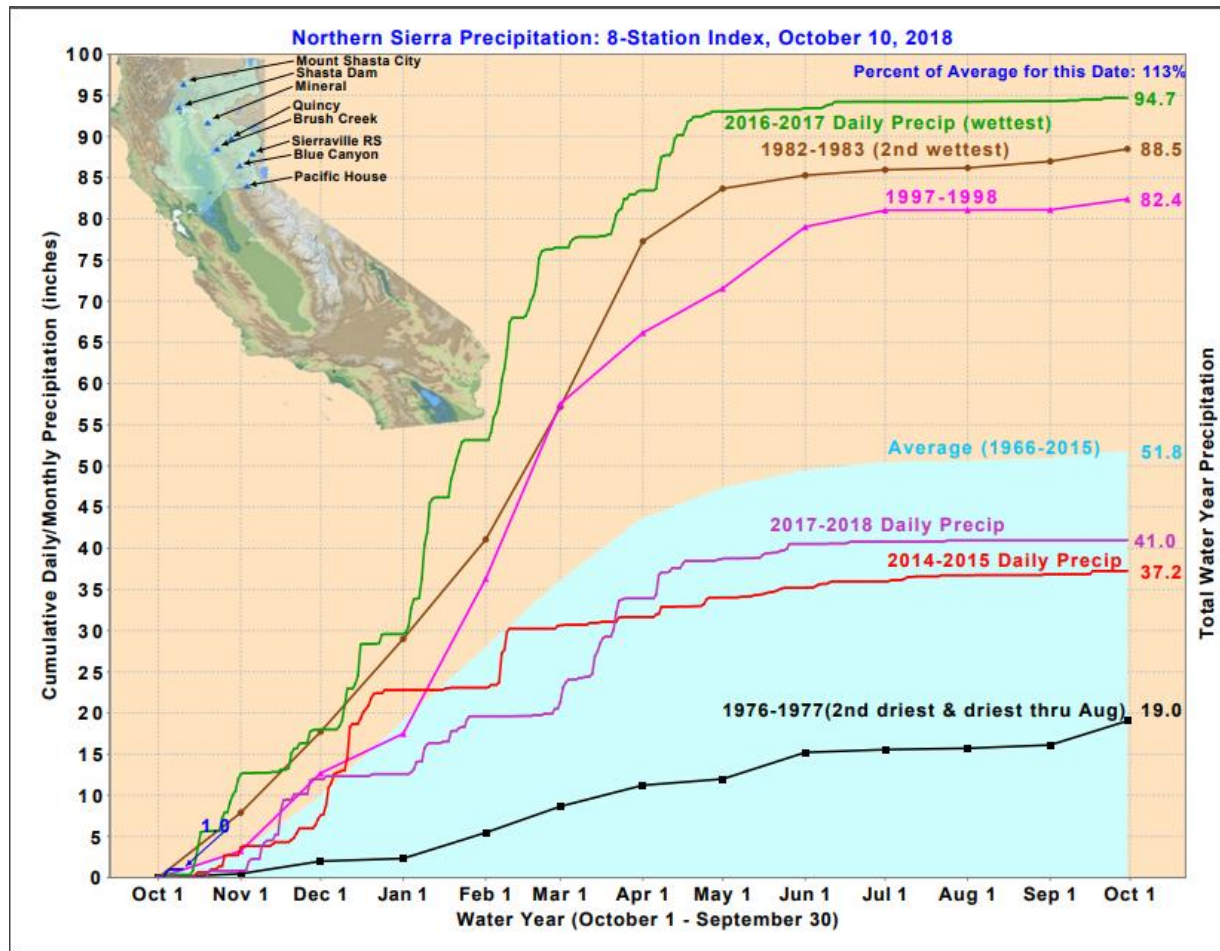 Northern Sierra Precipitation: 8-Station Index, October 10, 2018
Percent of Average for this Date: 113%
Mount Shasta City
Shasta Dam
Mineral
Quincy
Brush Creek
Sierraville RS
Blue Canyon
Pacific House
2016-2017 Daily Precip (wettest)
94.7
1982-1983 (2nd wettest)
88.5
1997-1998
82.4
Average (1966-2015)
51.8
2017-2018 Daily Precip
41.0
2014-2015 Daily Precip
37.2
1976-1977(2nd driest & driest thru Aug)
19.0
1.0
Cumulative Daily/Monthly Precipitation (inches)
100
95
90
85
80
75
70
65
60
55
50
45
40
35
30
25
20
15
10
5
0
Total Water Year Precipitation
Oct 1 Nov 1 Dec 1 Jan 1 Feb 1 Mar 1 Apr 1 May 1 Jun 1 Jul 1 Aug 1 Sep 1 Oct 1
Water Year (October 1 - September 30)